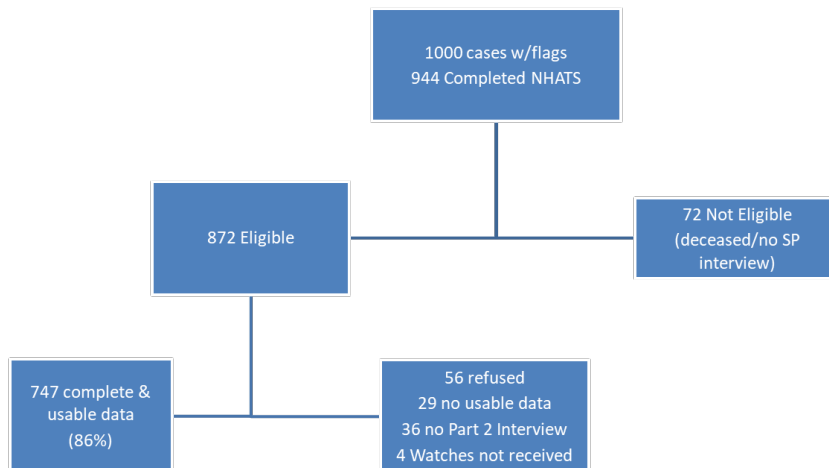 1000 cases w/flags
944 Completed NHATS
872 Eligible
72 Not Eligible
(deceased/no SP
interview)
747 complete &
usable data
(86%)
56 refused
29 no usable data
36 no Part 2 Interview
4 Watches not received